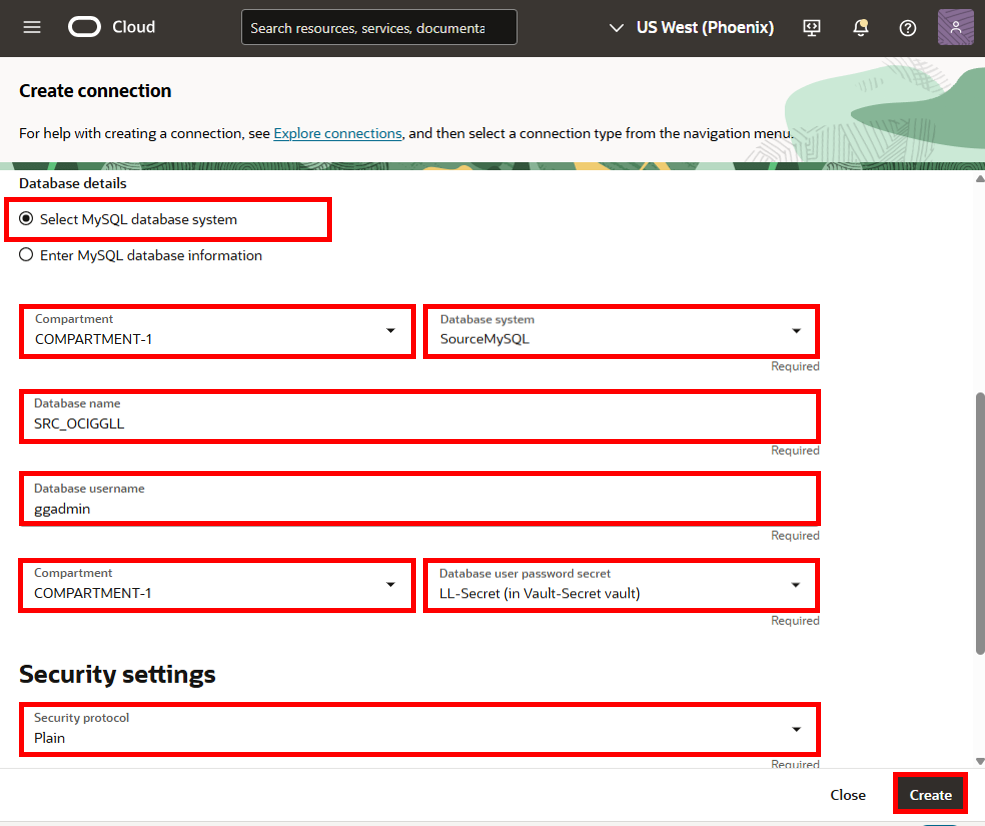 Cloud
Search resources, services, documenta
US West (Phoenix)
Create connection
For help with creating a connection, see Explore connections, and then select a connection type from the navigation menu.
Database details
Select MySQL database system
Enter MySQL database information
Compartment
COMPARTMENT-1
Database system
SourceMySQL
Required
Database name
SRC_OCIGGLL
Required
Database username
ggadmin
Required
Compartment
COMPARTMENT-1
Database user password secret
LL-Secret (in Vault-Secret vault)
Required
Security settings
Security protocol
Plain
Required
Close
Create